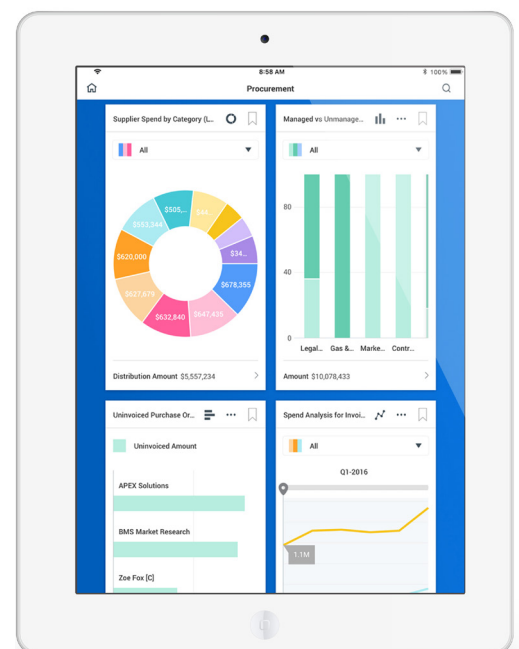 8:58 AM
100%
Procurement
Supplier Spend by Category (L...
All
$505,...
$553,344
$620,000
$627,679
$632,840
$647,435
$678,355
$34...
Distribution Amount $5,557,234
Managed vs Unmanage...
All
80
40
0
Legal... Gas &... Marke... Contr...
Amount $10,078,433
Uninvoiced Purchase Or...
Uninvoiced Amount
APEX Solutions
BMS Market Research
Zoe Fox [C]
Spend Analysis for Invoi...
All
Q1-2016
1.1M